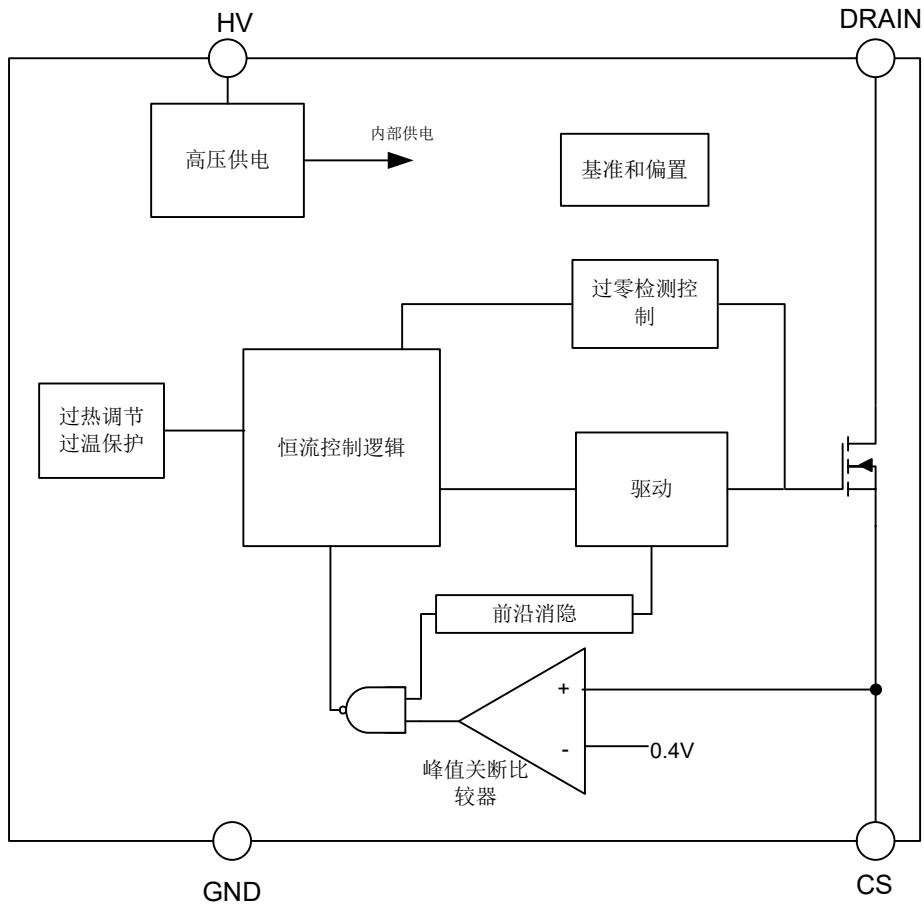 HV
DRAIN
内部供电
高压供电
基准和偏置
过零检测控
制
过热调节
过温保护
恒流控制逻辑
驱动
前沿消隐
+
-
0.4V
峰值关断比
较器
GND
CS